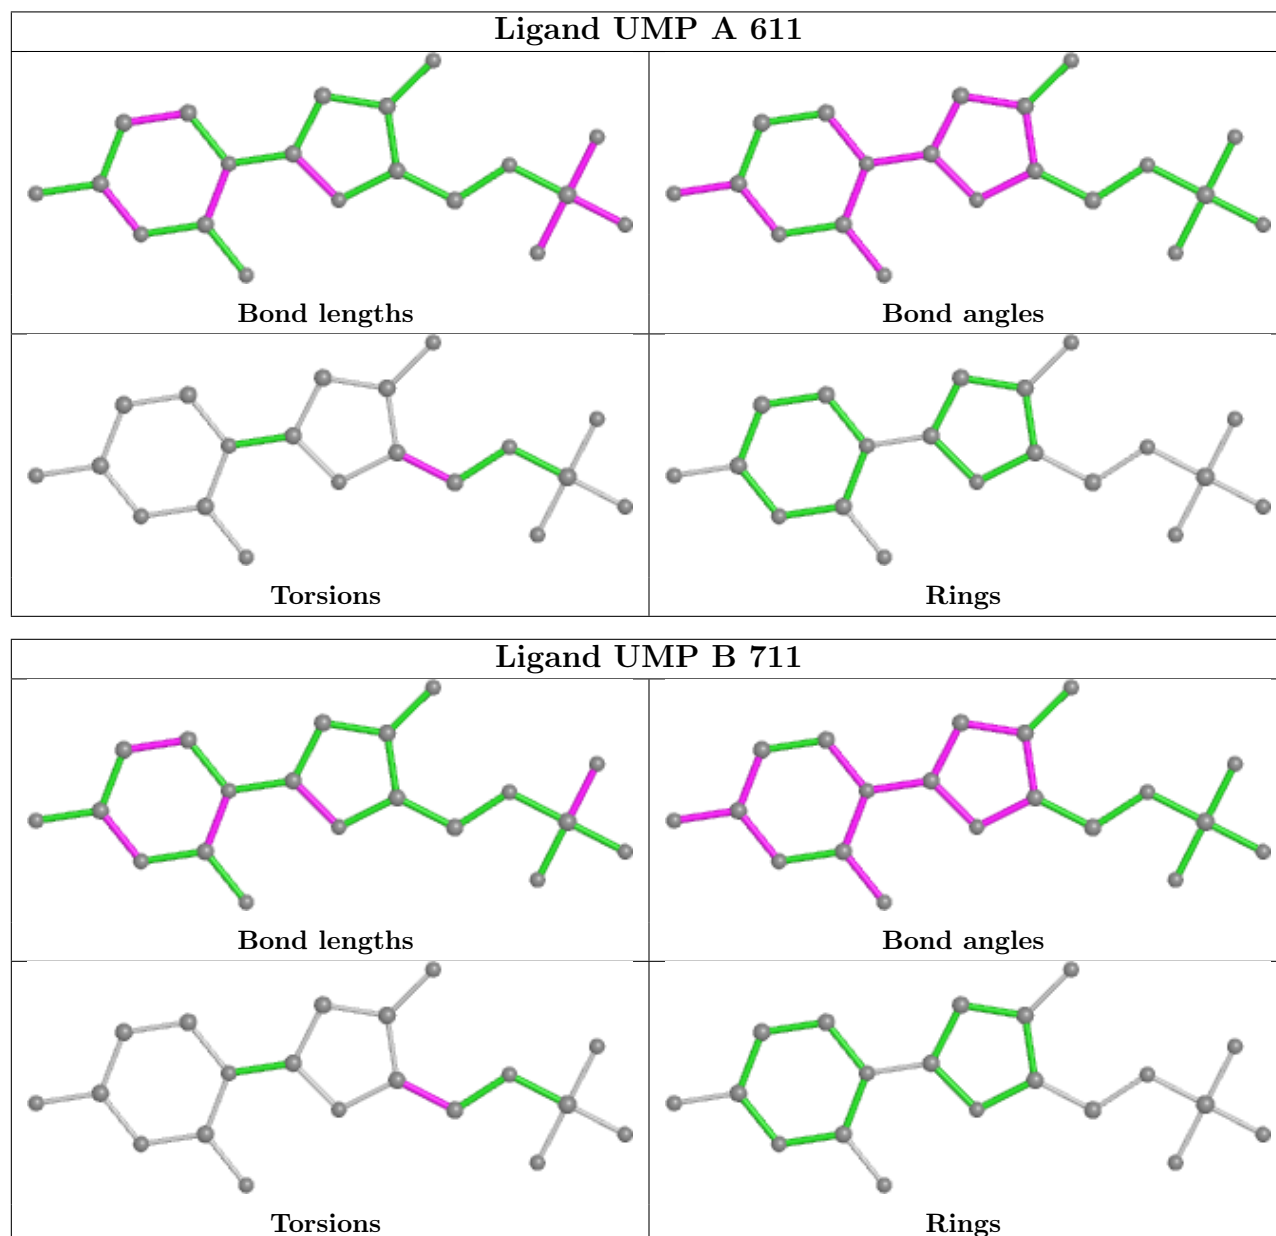 Ligand UMP A 611
Bond lengths
Bond angles
Torsions
Rings
Ligand UMP B 711
Bond lengths
Bond angles
Torsions
Rings